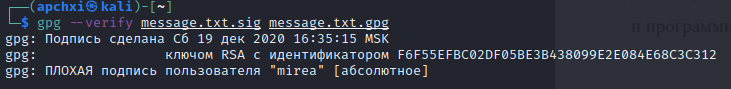 (apchxi㉿kali)-[~]
$ gpg --verify message.txt.sig message.txt.gpg
gpg: Подпись сделана Сб 19 дек 2020 16:35:15 MSK
gpg: ключом RSA с идентификатором F6F55EFBC02DF05BE3B438099E2E084E68C3C312
gpg: ПЛОХАЯ подпись пользователя "mirea" [абсолютное]